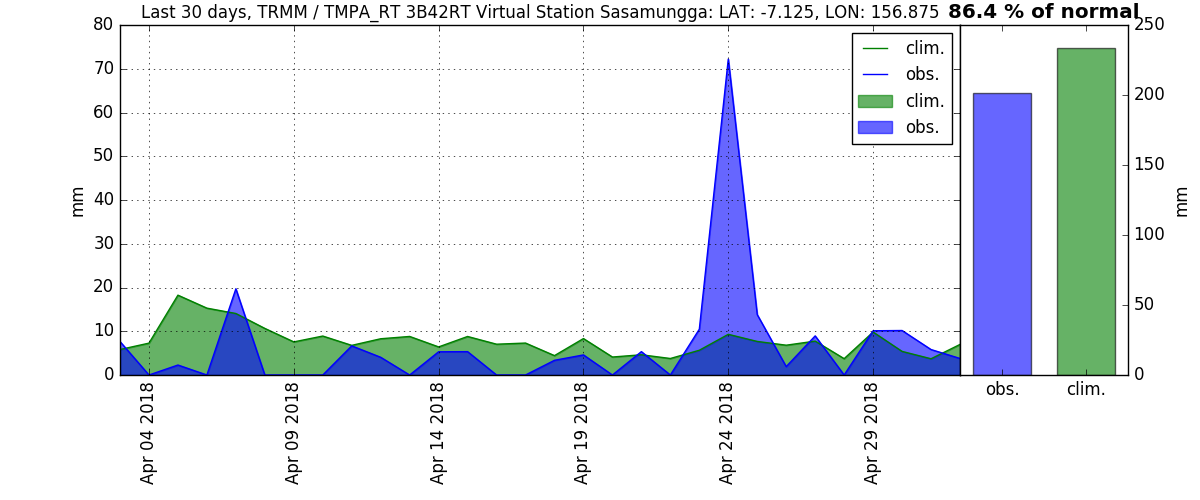 Last 30 days, TRMM / TMPA_RT 3B42RT Virtual Station Sasamungga: LAT: -7.125, LON: 156.875
86.4 % of normal
80
70
60
50
40
30
20
10
0
mm
clim.
obs.
clim.
obs.
Apr 04 2018
Apr 09 2018
Apr 14 2018
Apr 19 2018
Apr 24 2018
Apr 29 2018
250
200
150
100
50
0
mm
obs.
clim.